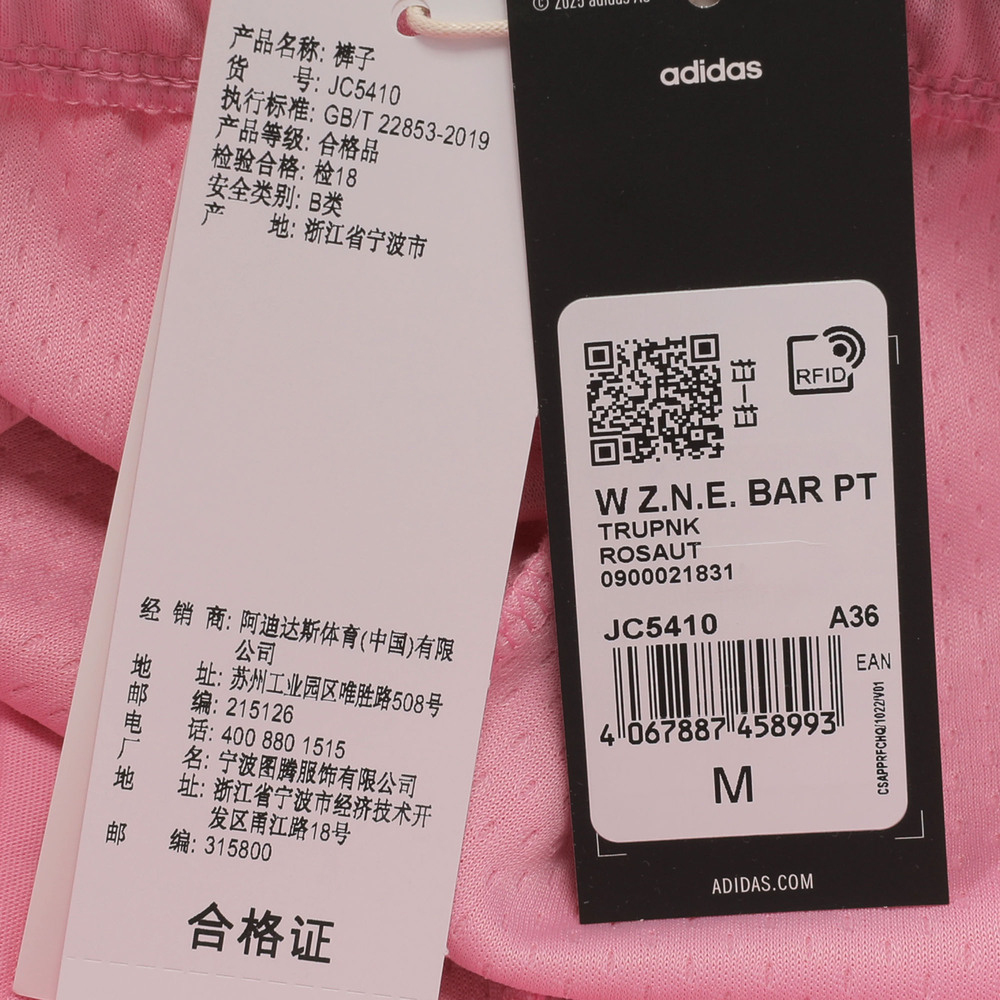 产品名称: 裤子
货 号: JC5410
执行标准: GB/T 22853-2019
产品等级: 合格品
检验合格: 检18
安全类别: B类
产 地: 浙江省宁波市
经 销 商: 阿迪达斯体育(中国)有限
公司
地 址: 苏州工业园区唯胜路508号
邮 编: 215126
电 话: 400 880 1515
厂 名: 宁波图腾服饰有限公司
地 址: 浙江省宁波市经济技术开
发区甬江路18号
邮 编: 315800
合格证
© 2025 adidas AG
adidas
扫一扫
RFID
W Z.N.E. BAR PT
TRUPNK
ROSAUT
0900021831
JC5410 A36
EAN
4 067887 458993
CSAPPRFCHQ/1022/V01
M
ADIDAS.COM